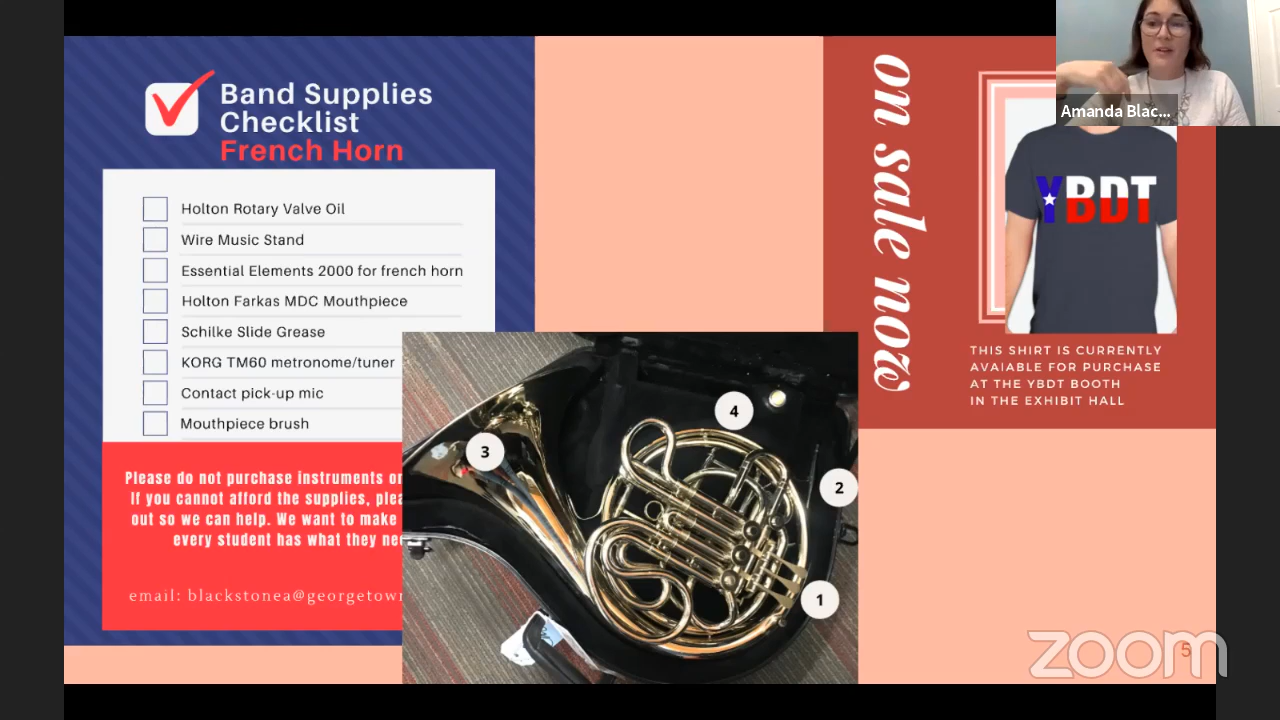 Band Supplies
Checklist
French Horn
Holton Rotary Valve Oil
Wire Music Stand
Essential Elements 2000 for french horn
Holton Farkas MDC Mouthpiece
Schilke Slide Grease
KORG TM60 metronome/tuner
Contact pick-up mic
Mouthpiece brush
Please do not purchase instruments or
If you cannot afford the supplies,
out so we can help. We want to make
every student has what they
email: blackstonea@georgetow
4
3
2
1
on sale now
YBDT
THIS SHIRT IS CURRENTLY
AVAIABLE FOR PURCHASE
AT THE YBDT BOOTH
IN THE EXHIBIT HALL
Amanda Blac...
zoom
5